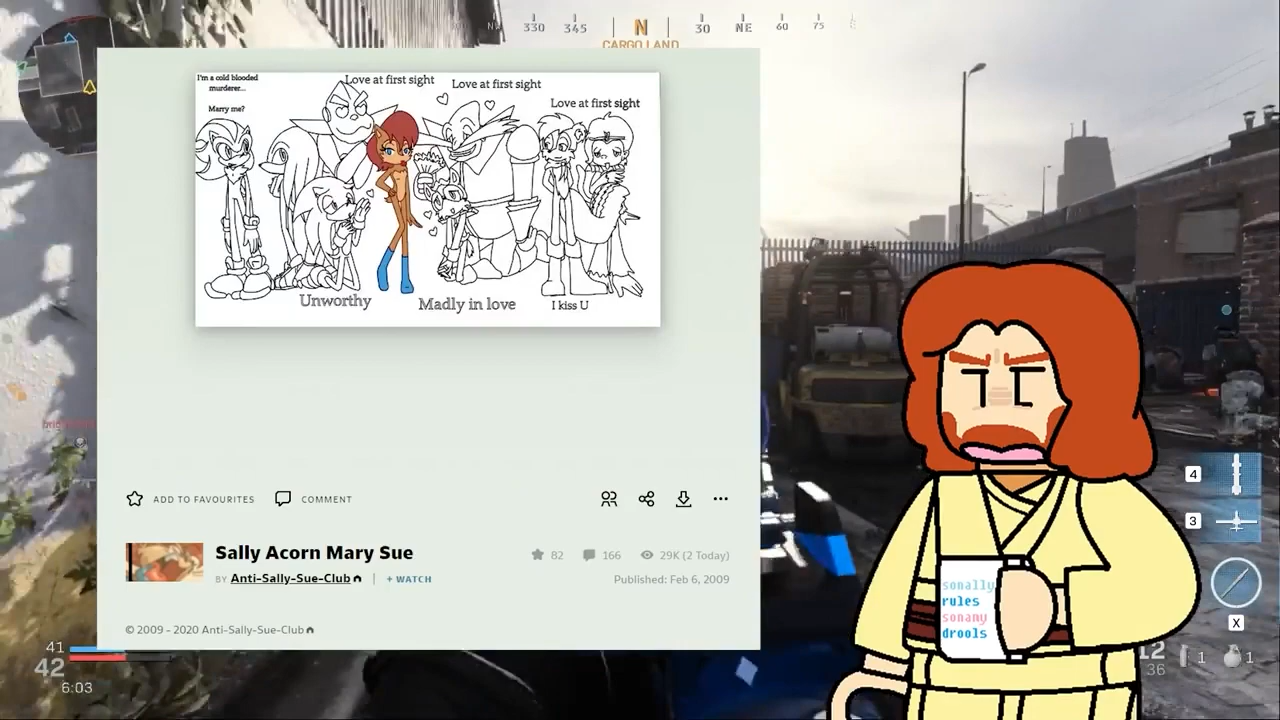 330 345 N 30 NE 60 75
CARGO LAND
I'm a cold blooded
murderer...
Marry me?
Love at first sight
Love at first sight
Love at first sight
Unworthy
Madly in love
I kiss U
ADD TO FAVOURITES COMMENT
Sally Acorn Mary Sue
82 166 29K (2 Today)
BY Anti-Sally-Sue-Club + WATCH
Published: Feb 6, 2009
© 2009 - 2020 Anti-Sally-Sue-Club
sonally
rules
sonamy
drools
41
42
6:03
4
3
X
12
36
1
1